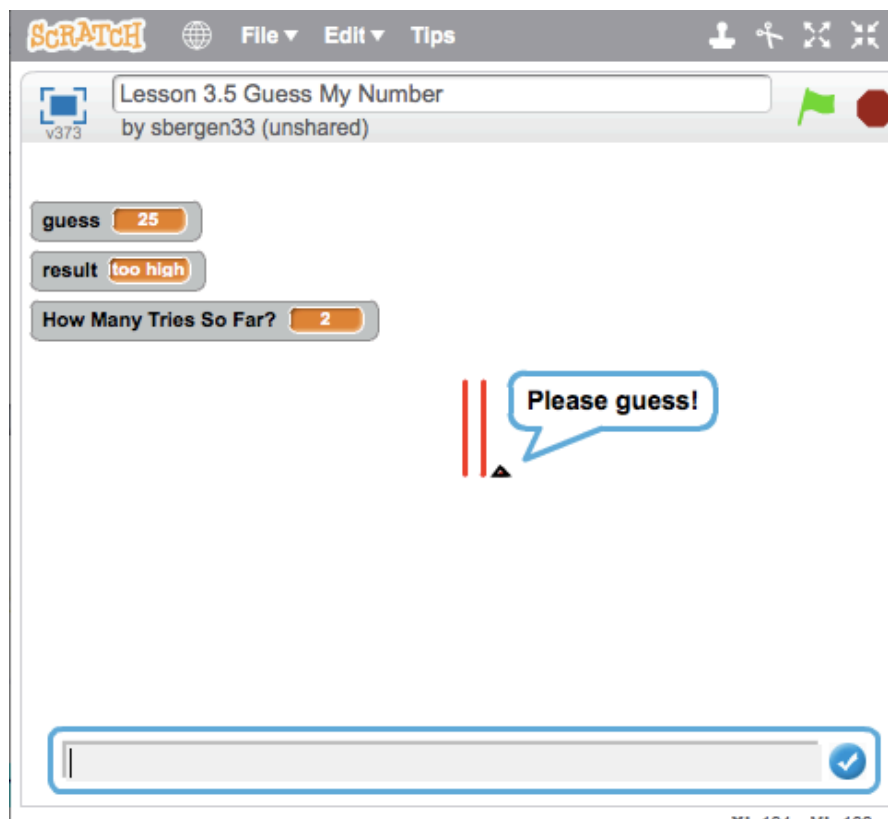 SCRATCH File Edit Tips
Lesson 3.5 Guess My Number
v373 by sbergen33 (unshared)
guess 25
result too high
How Many Tries So Far? 2
Please guess!